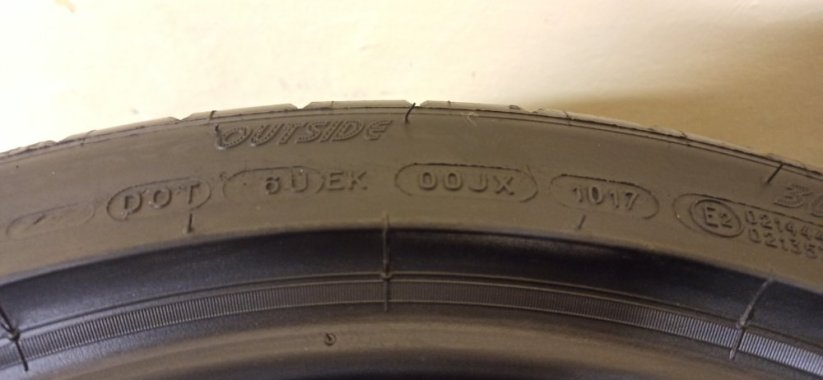 OUTSIDE
DOT 6U EK 00JX 1017 E2